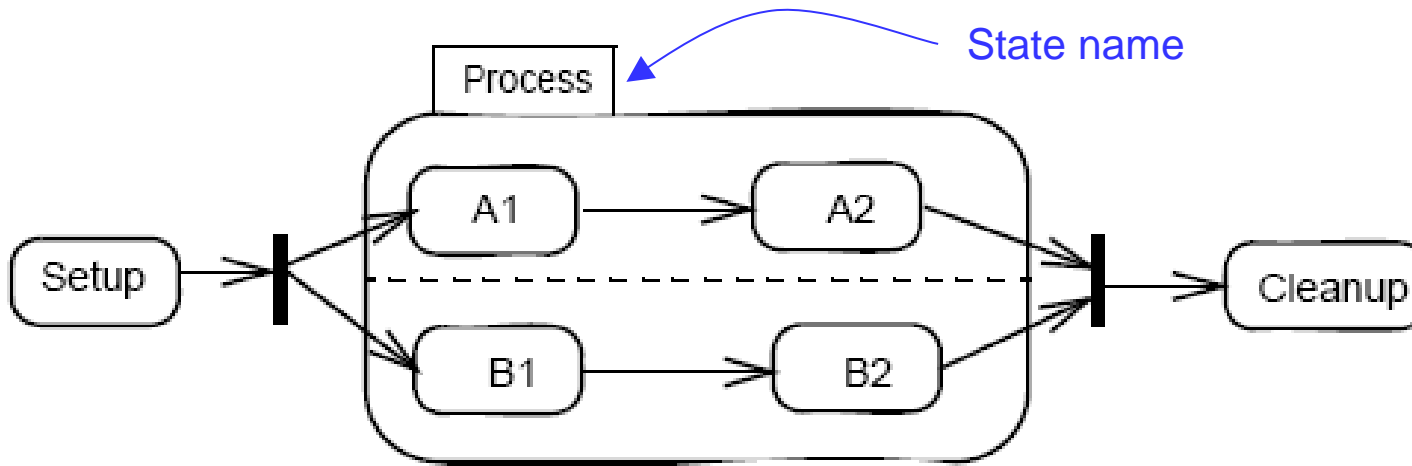 State name
Process
A1
A2
Setup
Cleanup
B1
B2